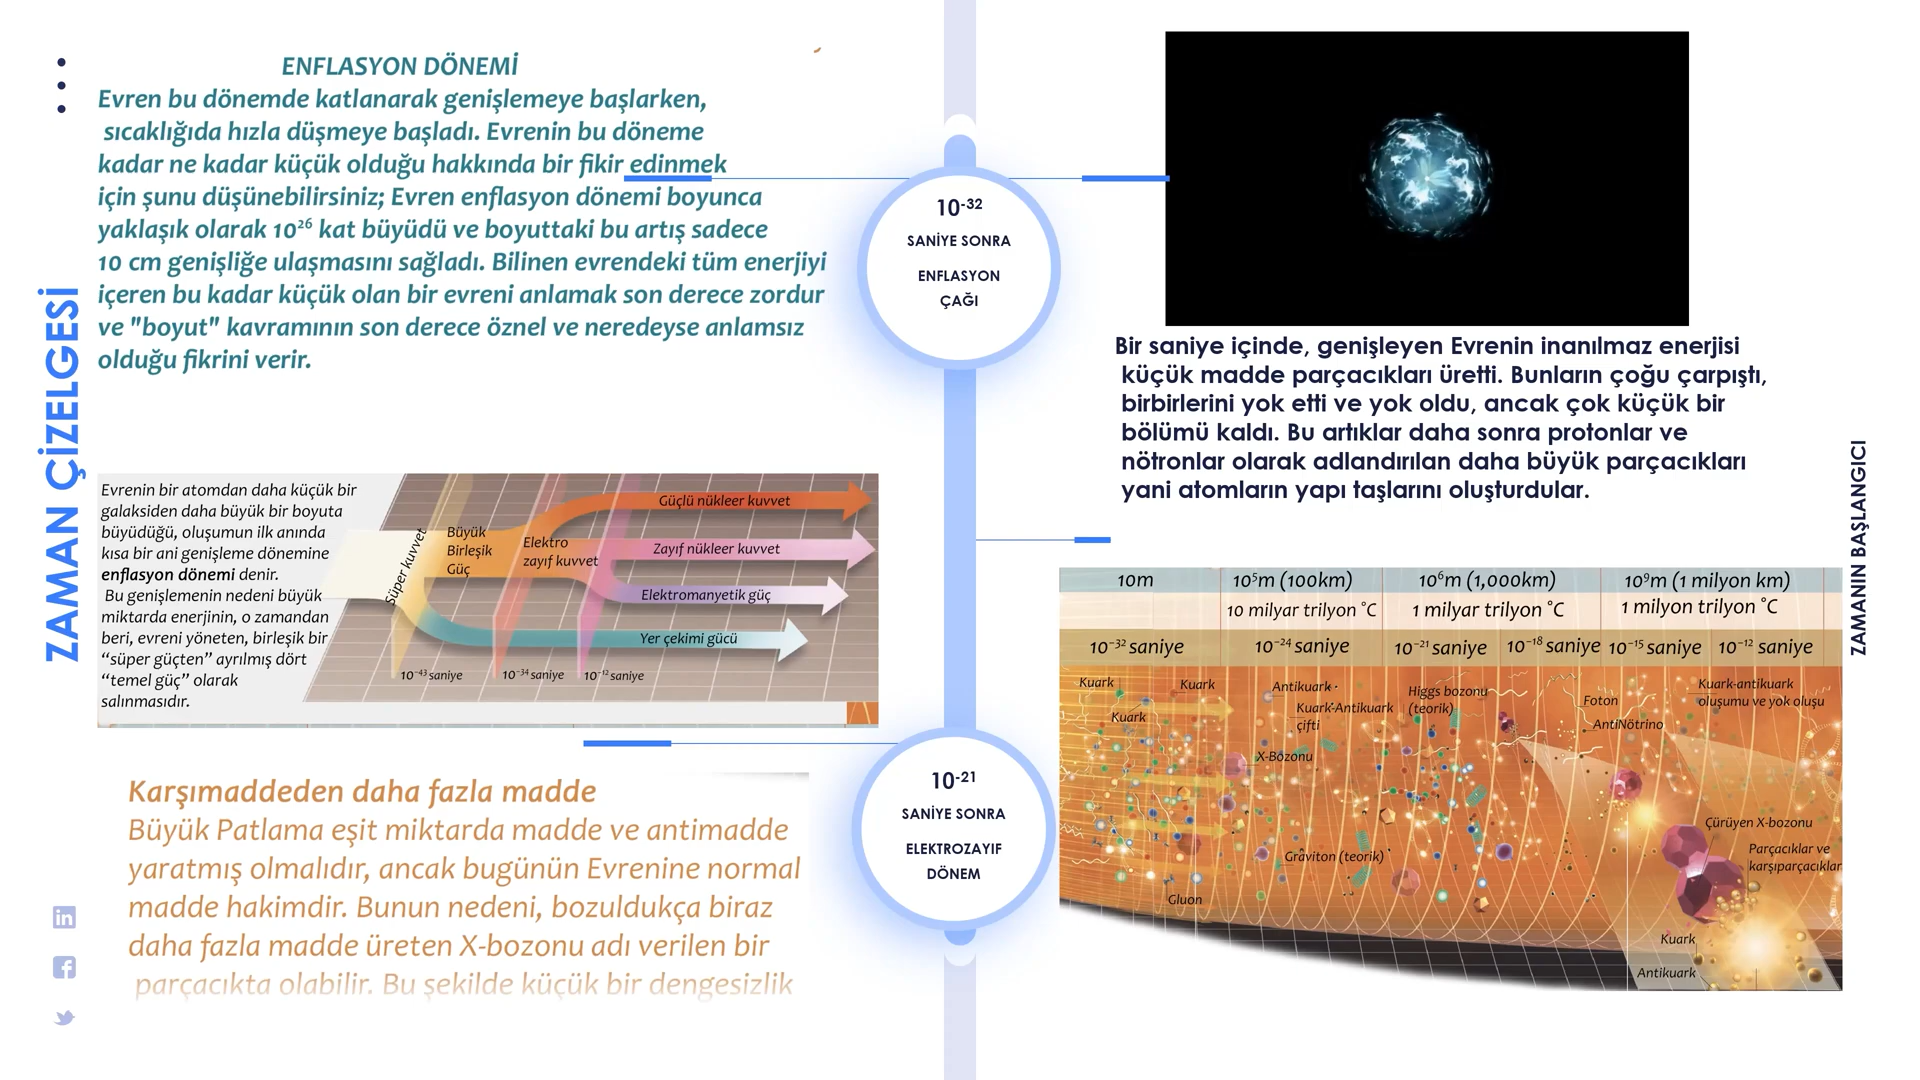 ZAMAN ÇİZELGESİ
ENFLASYON DÖNEMİ
Evren bu dönemde katlanarak genişlemeye başlarken,
sıcaklığıda hızla düşmeye başladı. Evrenin bu döneme
kadar ne kadar küçük olduğu hakkında bir fikir edinmek
için şunu düşünebilirsiniz; Evren enflasyon dönemi boyunca
yaklaşık olarak 10²⁶ kat büyüdü ve boyuttaki bu artış sadece
10 cm genişliğe ulaşmasını sağladı. Bilinen evrendeki tüm enerjiyi
içeren bu kadar küçük olan bir evreni anlamak son derece zordur
ve "boyut" kavramının son derece öznel ve neredeyse anlamsız
olduğu fikrini verir.
Evrenin bir atomdan daha küçük bir
galaksiden daha büyük bir boyuta
büyüdüğü, oluşumun ilk anında
kısa bir ani genişleme dönemine
enflasyon dönemi denir.
Bu genişlemenin nedeni büyük
miktarda enerjinin, o zamandan
beri, evreni yöneten, birleşik bir
“süper güçten” ayrılmış dört
“temel güç” olarak
salınmasıdır.
Süper kuvvet
Büyük
Birleşik
Güç
Elektro
zayıf kuvvet
Güçlü nükleer kuvvet
Zayıf nükleer kuvvet
Elektromanyetik güç
Yer çekimi gücü
10⁻⁴³ saniye
10⁻³⁴ saniye
10⁻¹² saniye
Karşımaddeden daha fazla madde
Büyük Patlama eşit miktarda madde ve antimadde
yaratmış olmalıdır, ancak bugünün Evrenine normal
madde hakimdir. Bunun nedeni, bozuldukça biraz
daha fazla madde üreten X-bozonu adı verilen bir
parçacıkta olabilir. Bu şekilde küçük bir dengesizlik
10⁻³²
SANİYE SONRA
ENFLASYON
ÇAĞI
10⁻²¹
SANİYE SONRA
ELEKTROZAYIF
DÖNEM
Bir saniye içinde, genişleyen Evrenin inanılmaz enerjisi
küçük madde parçacıkları üretti. Bunların çoğu çarpıştı,
birbirlerini yok etti ve yok oldu, ancak çok küçük bir
bölümü kaldı. Bu artıklar daha sonra protonlar ve
nötronlar olarak adlandırılan daha büyük parçacıkları
yani atomların yapı taşlarını oluşturdular.
10m 10⁵m (100km) 10⁶m (1,000km) 10⁹m (1 milyon km)
10 milyar trilyon °C 1 milyar trilyon °C 1 milyon trilyon °C
10⁻³² saniye 10⁻²⁴ saniye 10⁻²¹ saniye 10⁻¹⁸ saniye 10⁻¹⁵ saniye 10⁻¹² saniye
Kuark
Kuark
Kuark
Antikuark
Kuark-Antikuark
çifti
X-Bozonu
Higgs bozonu
(teorik)
Foton
AntiNötrino
Kuark-antikuark
oluşumu ve yok oluşu
Graviton (teorik)
Gluon
Çürüyen X-bozonu
Parçacıklar ve
karşıparçacıklar
Kuark
Antikuark
ZAMANIN BAŞLANGICI